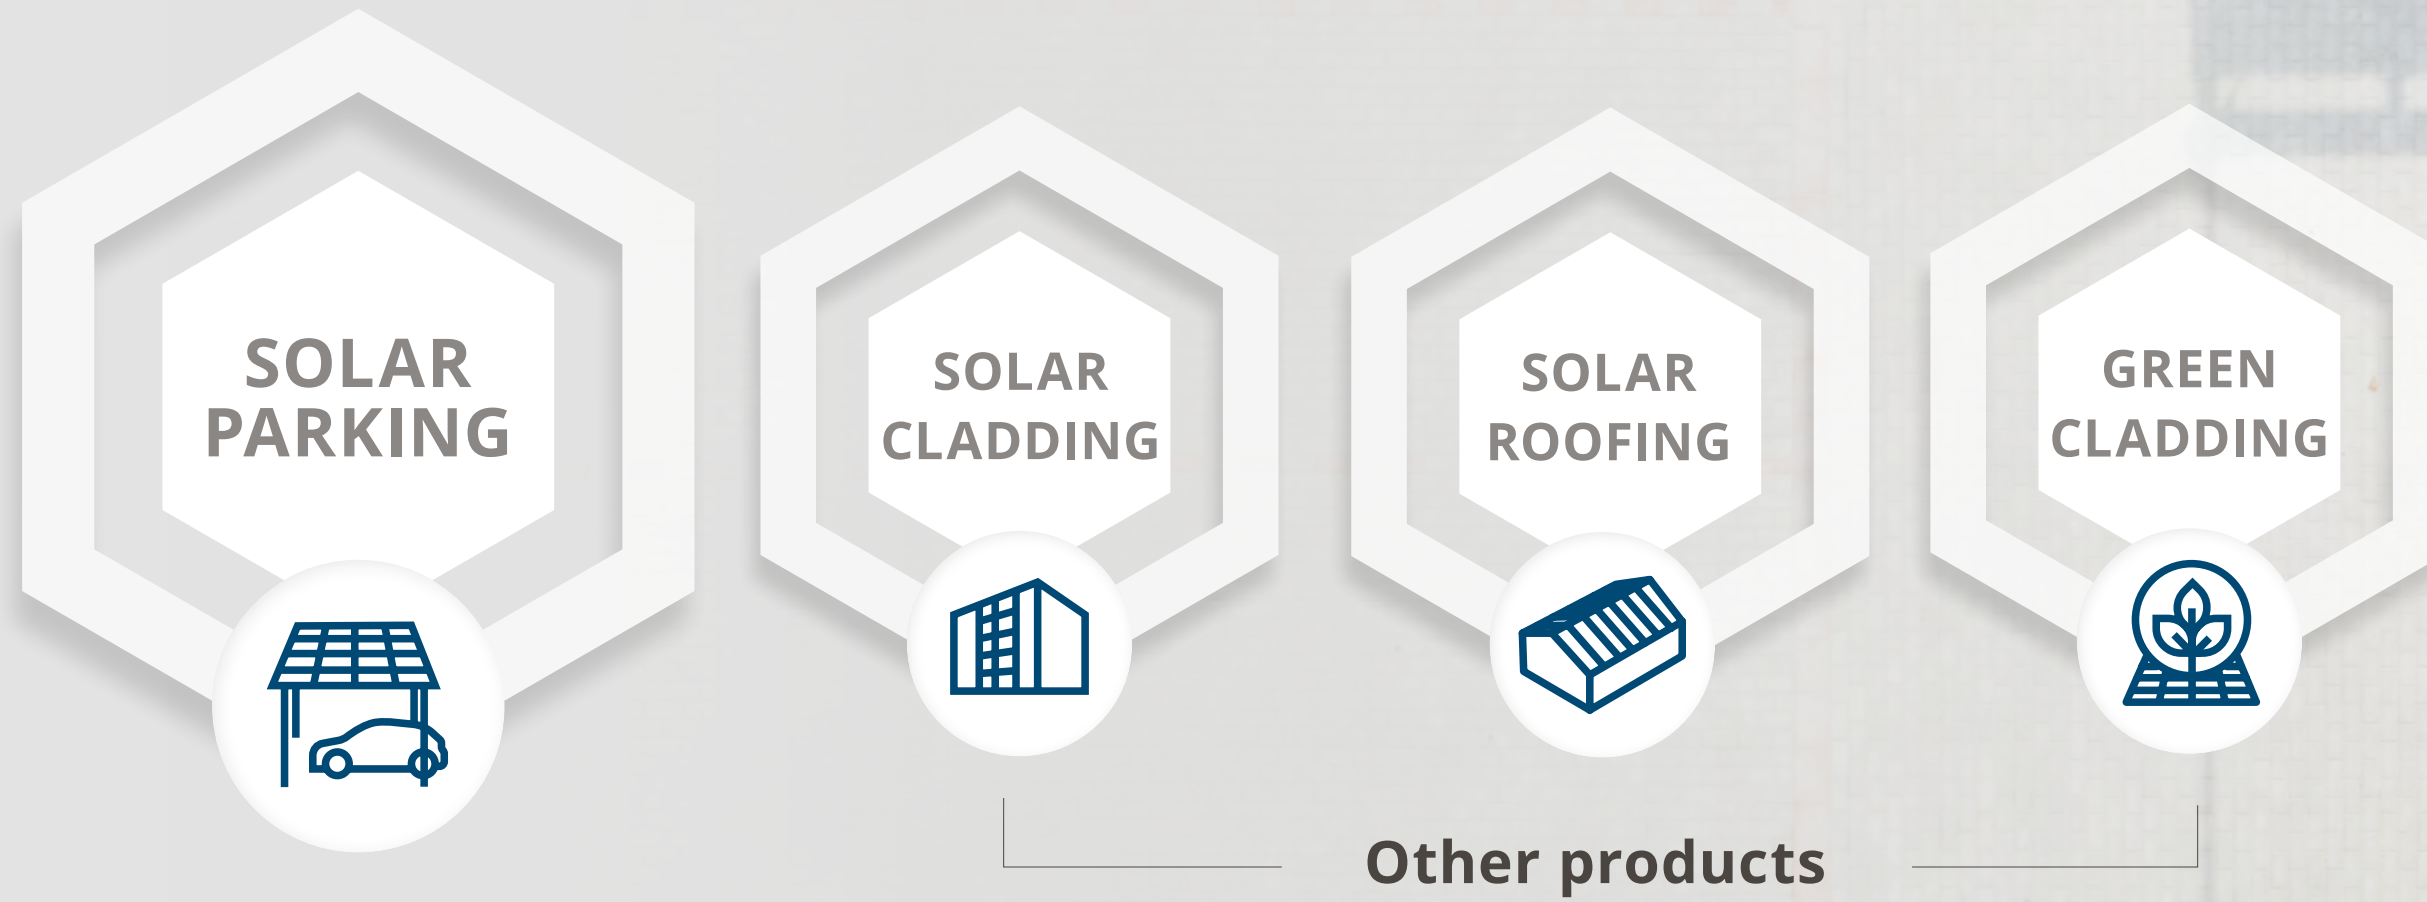 SOLAR
PARKING
SOLAR
CLADDING
SOLAR
ROOFING
GREEN
CLADDING
Other products